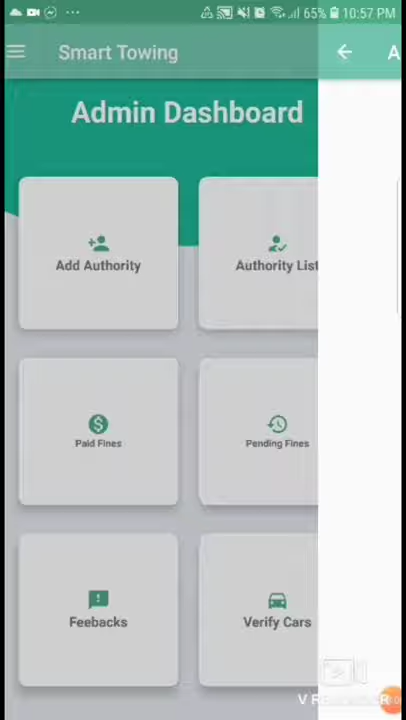 65% 10:57 PM
Smart Towing
A
Admin Dashboard
Add Authority
Authority List
Paid Fines
Pending Fines
Feebacks
Verify Cars